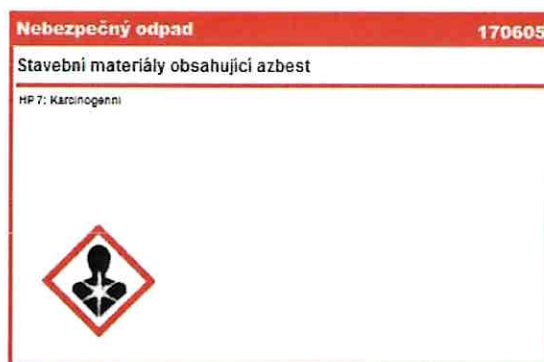 Nebezpečný odpad 170605
Stavební materiály obsahující azbest
HP 7: Karcinogenní